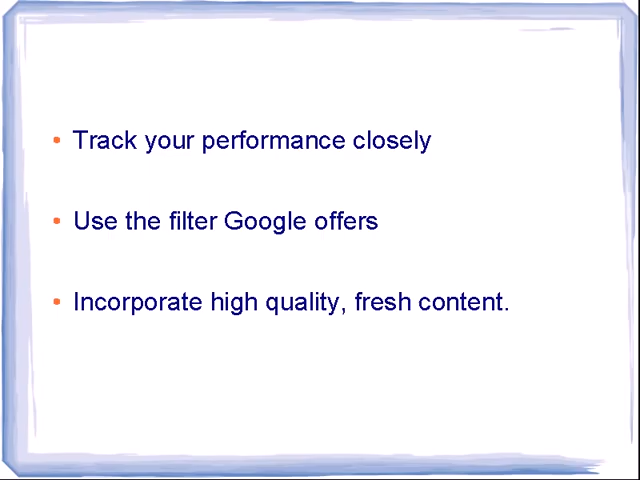 • Track your performance closely
• Use the filter Google offers
• Incorporate high quality, fresh content.